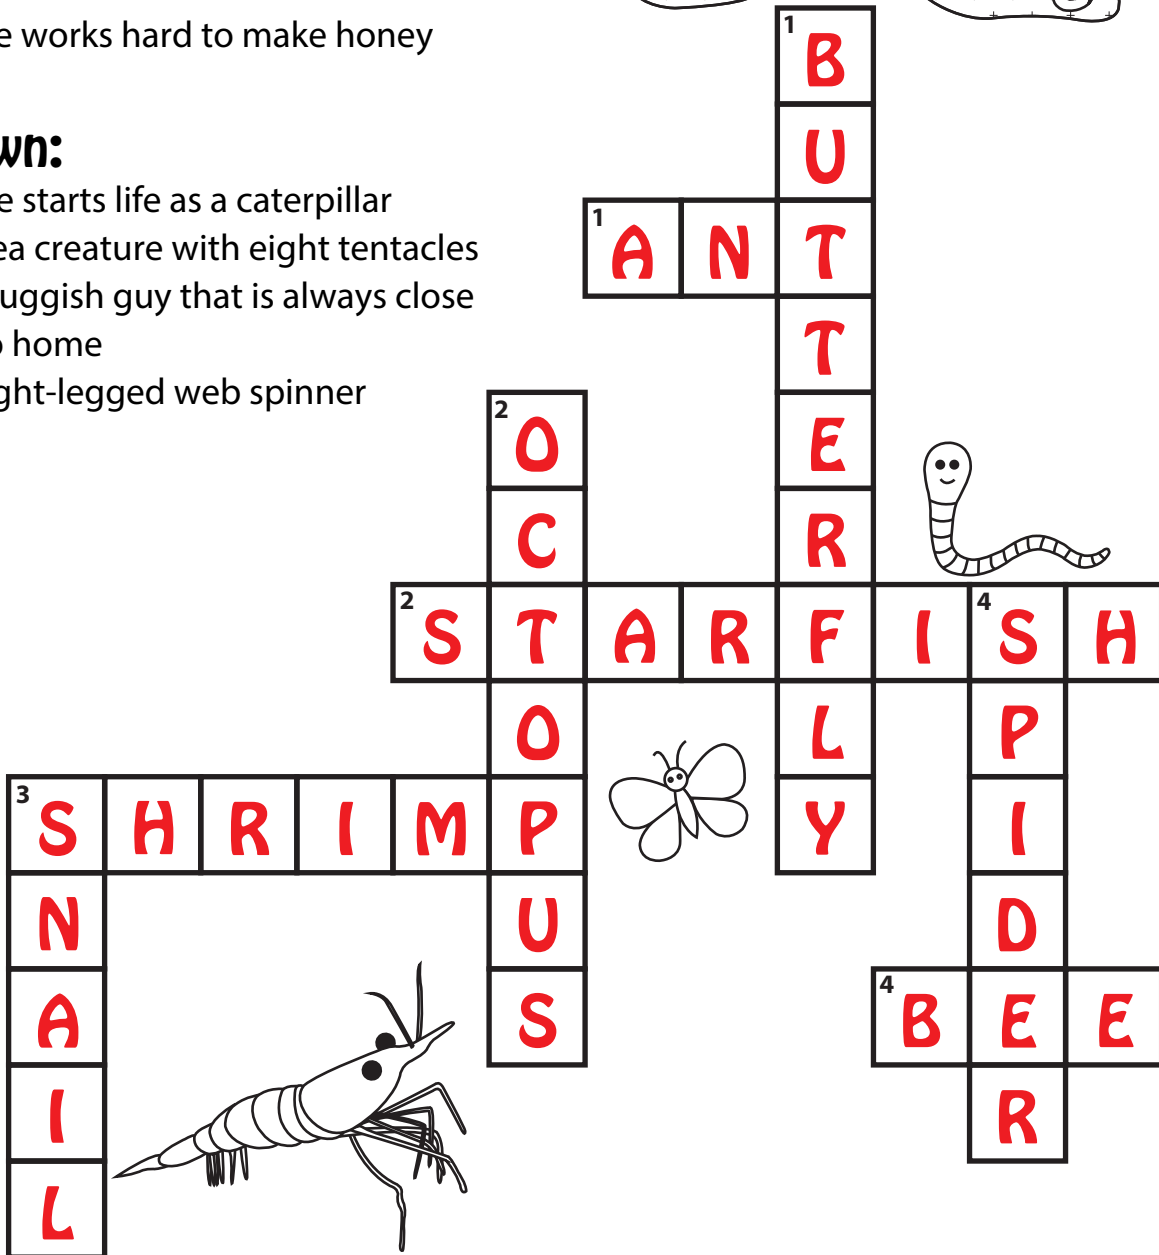 e works hard to make honey
wn:
e starts life as a caterpillar
ea creature with eight tentacles
uggish guy that is always close
o home
ght-legged web spinner
1 B
U
1 A N T
T
2 O E
C R
2 S T A R F I 4 S H
O L P
3 S H R I M P Y I
N U D
A S 4 B E E
I R
L